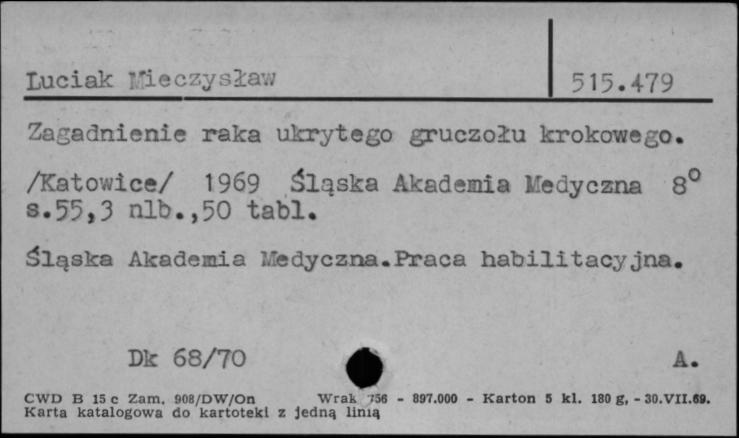 Luciak Mieczysław
515.479
Zagadnienie raka ukrytego gruczołu krokowego.
/Katowice/ 1969 Śląska Akademia Medyczna 8°
s.55,3 nlb.,50 tabl.
Śląska Akademia Medyczna.Praca habilitacyjna.
Dk 68/70 A.
CWD B 15 c Zam. 908/DW/On Wrak 756 - 897.000 - Karton 5 kl. 180 g, - 30.VII.69.
Karta katalogowa do kartoteki z jedną linią